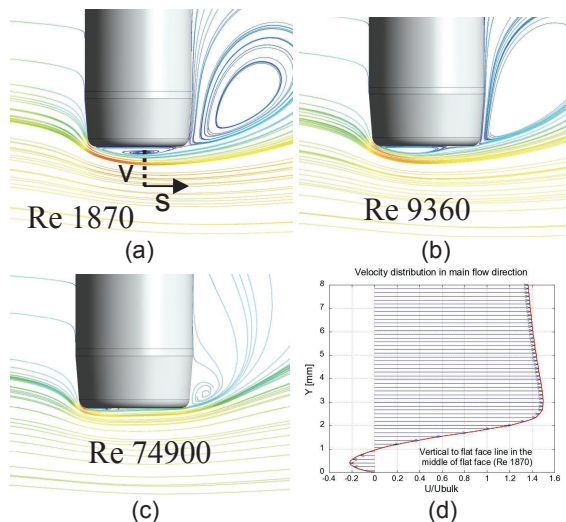 V
S
Re 1870
(a)
Re 9360
(b)
Re 74900
(c)
Velocity distribution in main flow direction
Y [mm]
8
7
6
5
4
3
2
1
0
Vertical to flat face line in the
middle of flat face (Re 1870)
-0.4 -0.2 0 0.2 0.4 0.6 0.8 1 1.2 1.4 1.6
U/Ubulk
(d)